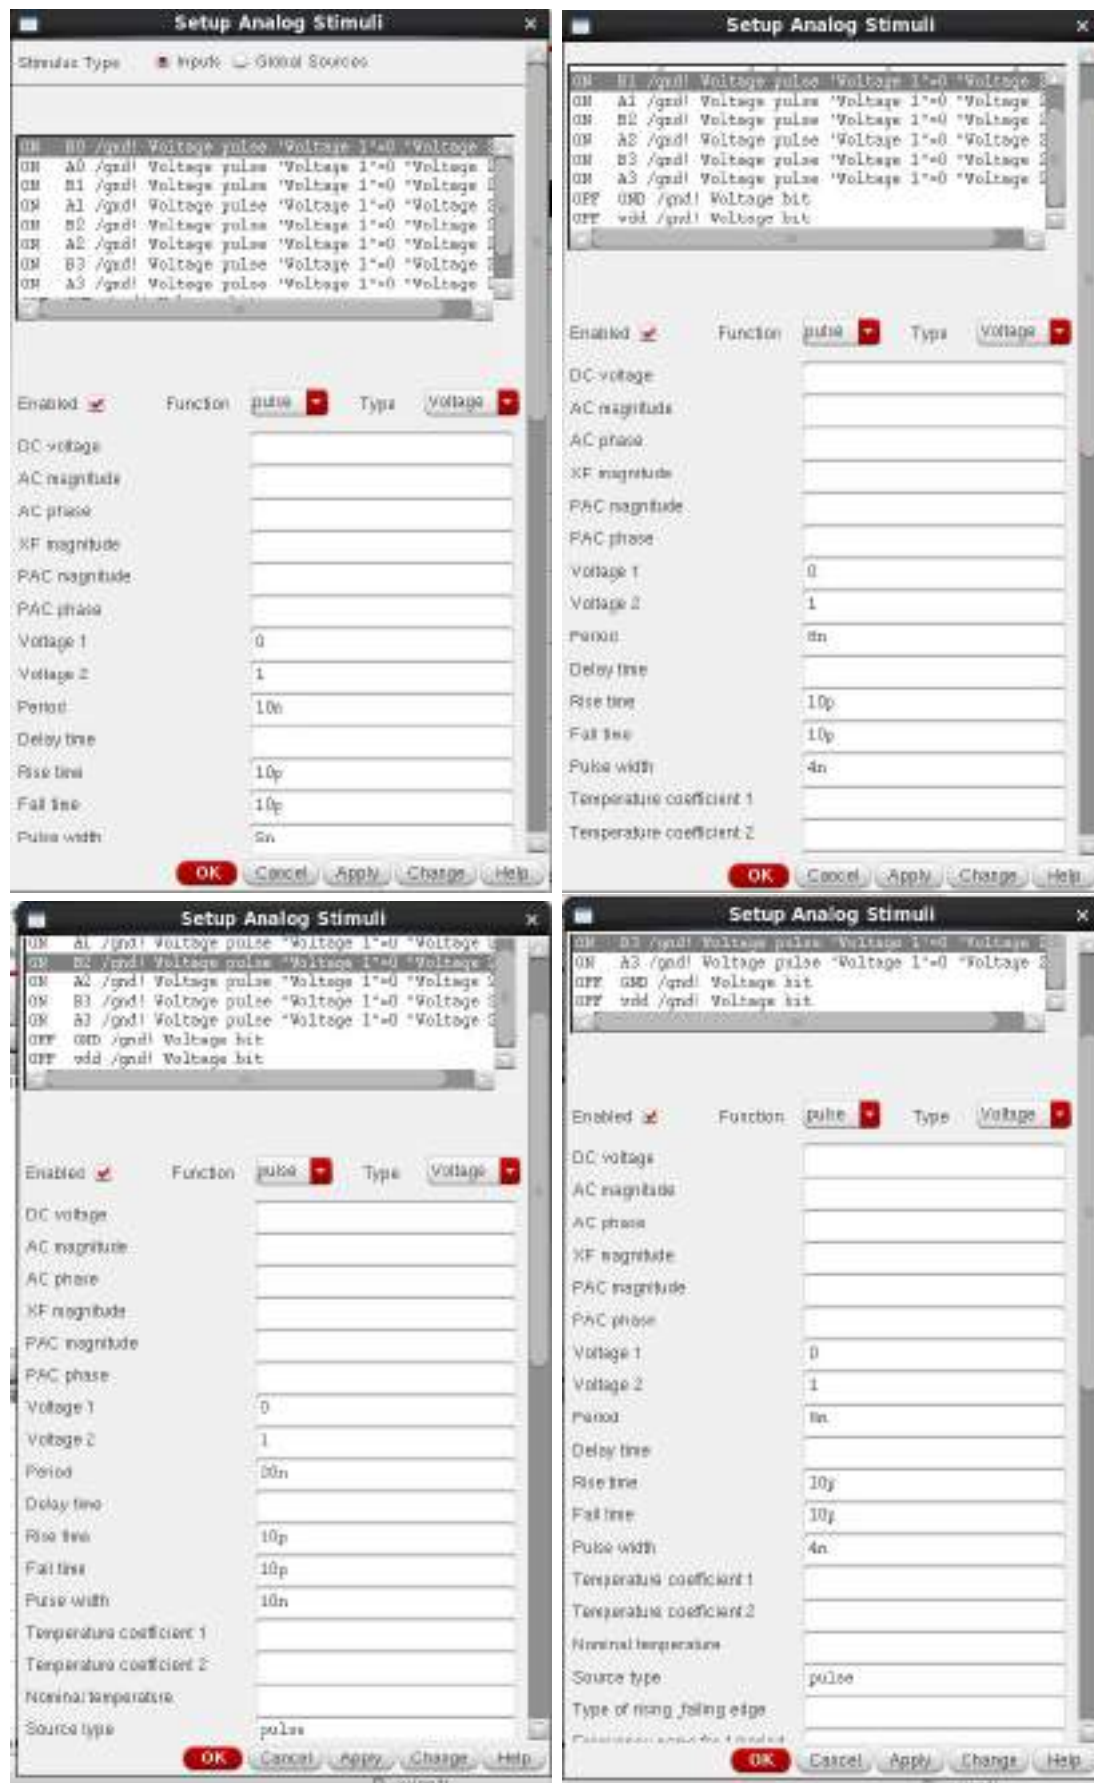 Setup Analog Stimuli
Stimulus Type Inputs Global Sources
ON B0 /gnd! Voltage pulse "Voltage 1"=0 "Voltage
ON A0 /gnd! Voltage pulse "Voltage 1"=0 "Voltage
ON B1 /gnd! Voltage pulse "Voltage 1"=0 "Voltage
ON A1 /gnd! Voltage pulse "Voltage 1"=0 "Voltage
ON B2 /gnd! Voltage pulse "Voltage 1"=0 "Voltage
ON A2 /gnd! Voltage pulse "Voltage 1"=0 "Voltage
ON B3 /gnd! Voltage pulse "Voltage 1"=0 "Voltage
ON A3 /gnd! Voltage pulse "Voltage 1"=0 "Voltage
Enabled Function pulse Type Voltage
DC voltage
AC magnitude
AC phase
XF magnitude
PAC magnitude
PAC phase
Voltage 1 0
Voltage 2 1
Period 10n
Delay time
Rise time 10p
Fall time 10p
Pulse width 5n
OK Cancel Apply Change Help
Setup Analog Stimuli
ON B1 /gnd! Voltage pulse "Voltage 1"=0 "Voltage
ON A1 /gnd! Voltage pulse "Voltage 1"=0 "Voltage
ON B2 /gnd! Voltage pulse "Voltage 1"=0 "Voltage
ON A2 /gnd! Voltage pulse "Voltage 1"=0 "Voltage
ON B3 /gnd! Voltage pulse "Voltage 1"=0 "Voltage
ON A3 /gnd! Voltage pulse "Voltage 1"=0 "Voltage
OFF GND /gnd! Voltage bit
OFF vdd /gnd! Voltage bit
Enabled Function pulse Type Voltage
DC voltage
AC magnitude
AC phase
XF magnitude
PAC magnitude
PAC phase
Voltage 1 0
Voltage 2 1
Period 8n
Delay time
Rise time 10p
Fall time 10p
Pulse width 4n
Temperature coefficient 1
Temperature coefficient 2
OK Cancel Apply Change Help
Setup Analog Stimuli
ON A1 /gnd! Voltage pulse "Voltage 1"=0 "Voltage
ON B2 /gnd! Voltage pulse "Voltage 1"=0 "Voltage
ON A2 /gnd! Voltage pulse "Voltage 1"=0 "Voltage
ON B3 /gnd! Voltage pulse "Voltage 1"=0 "Voltage
ON A3 /gnd! Voltage pulse "Voltage 1"=0 "Voltage
OFF GND /gnd! Voltage bit
OFF vdd /gnd! Voltage bit
Enabled Function pulse Type Voltage
DC voltage
AC magnitude
AC phase
XF magnitude
PAC magnitude
PAC phase
Voltage 1 0
Voltage 2 1
Period
Delay time
Rise time 10p
Fall time 10p
Pulse width 10n
Temperature coefficient 1
Temperature coefficient 2
Nominal temperature
Source type pulse
OK Cancel Apply Change Help
Setup Analog Stimuli
ON B3 /gnd! Voltage pulse "Voltage 1"=0 "Voltage
ON A3 /gnd! Voltage pulse "Voltage 1"=0 "Voltage
OFF GND /gnd! Voltage bit
OFF vdd /gnd! Voltage bit
Enabled Function pulse Type Voltage
DC voltage
AC magnitude
AC phase
XF magnitude
PAC magnitude
PAC phase
Voltage 1 0
Voltage 2 1
Period 8n
Delay time
Rise time 10p
Fall time 10p
Pulse width 4n
Temperature coefficient 1
Temperature coefficient 2
Nominal temperature
Source type pulse
Type of rising falling edge
OK Cancel Apply Change Help